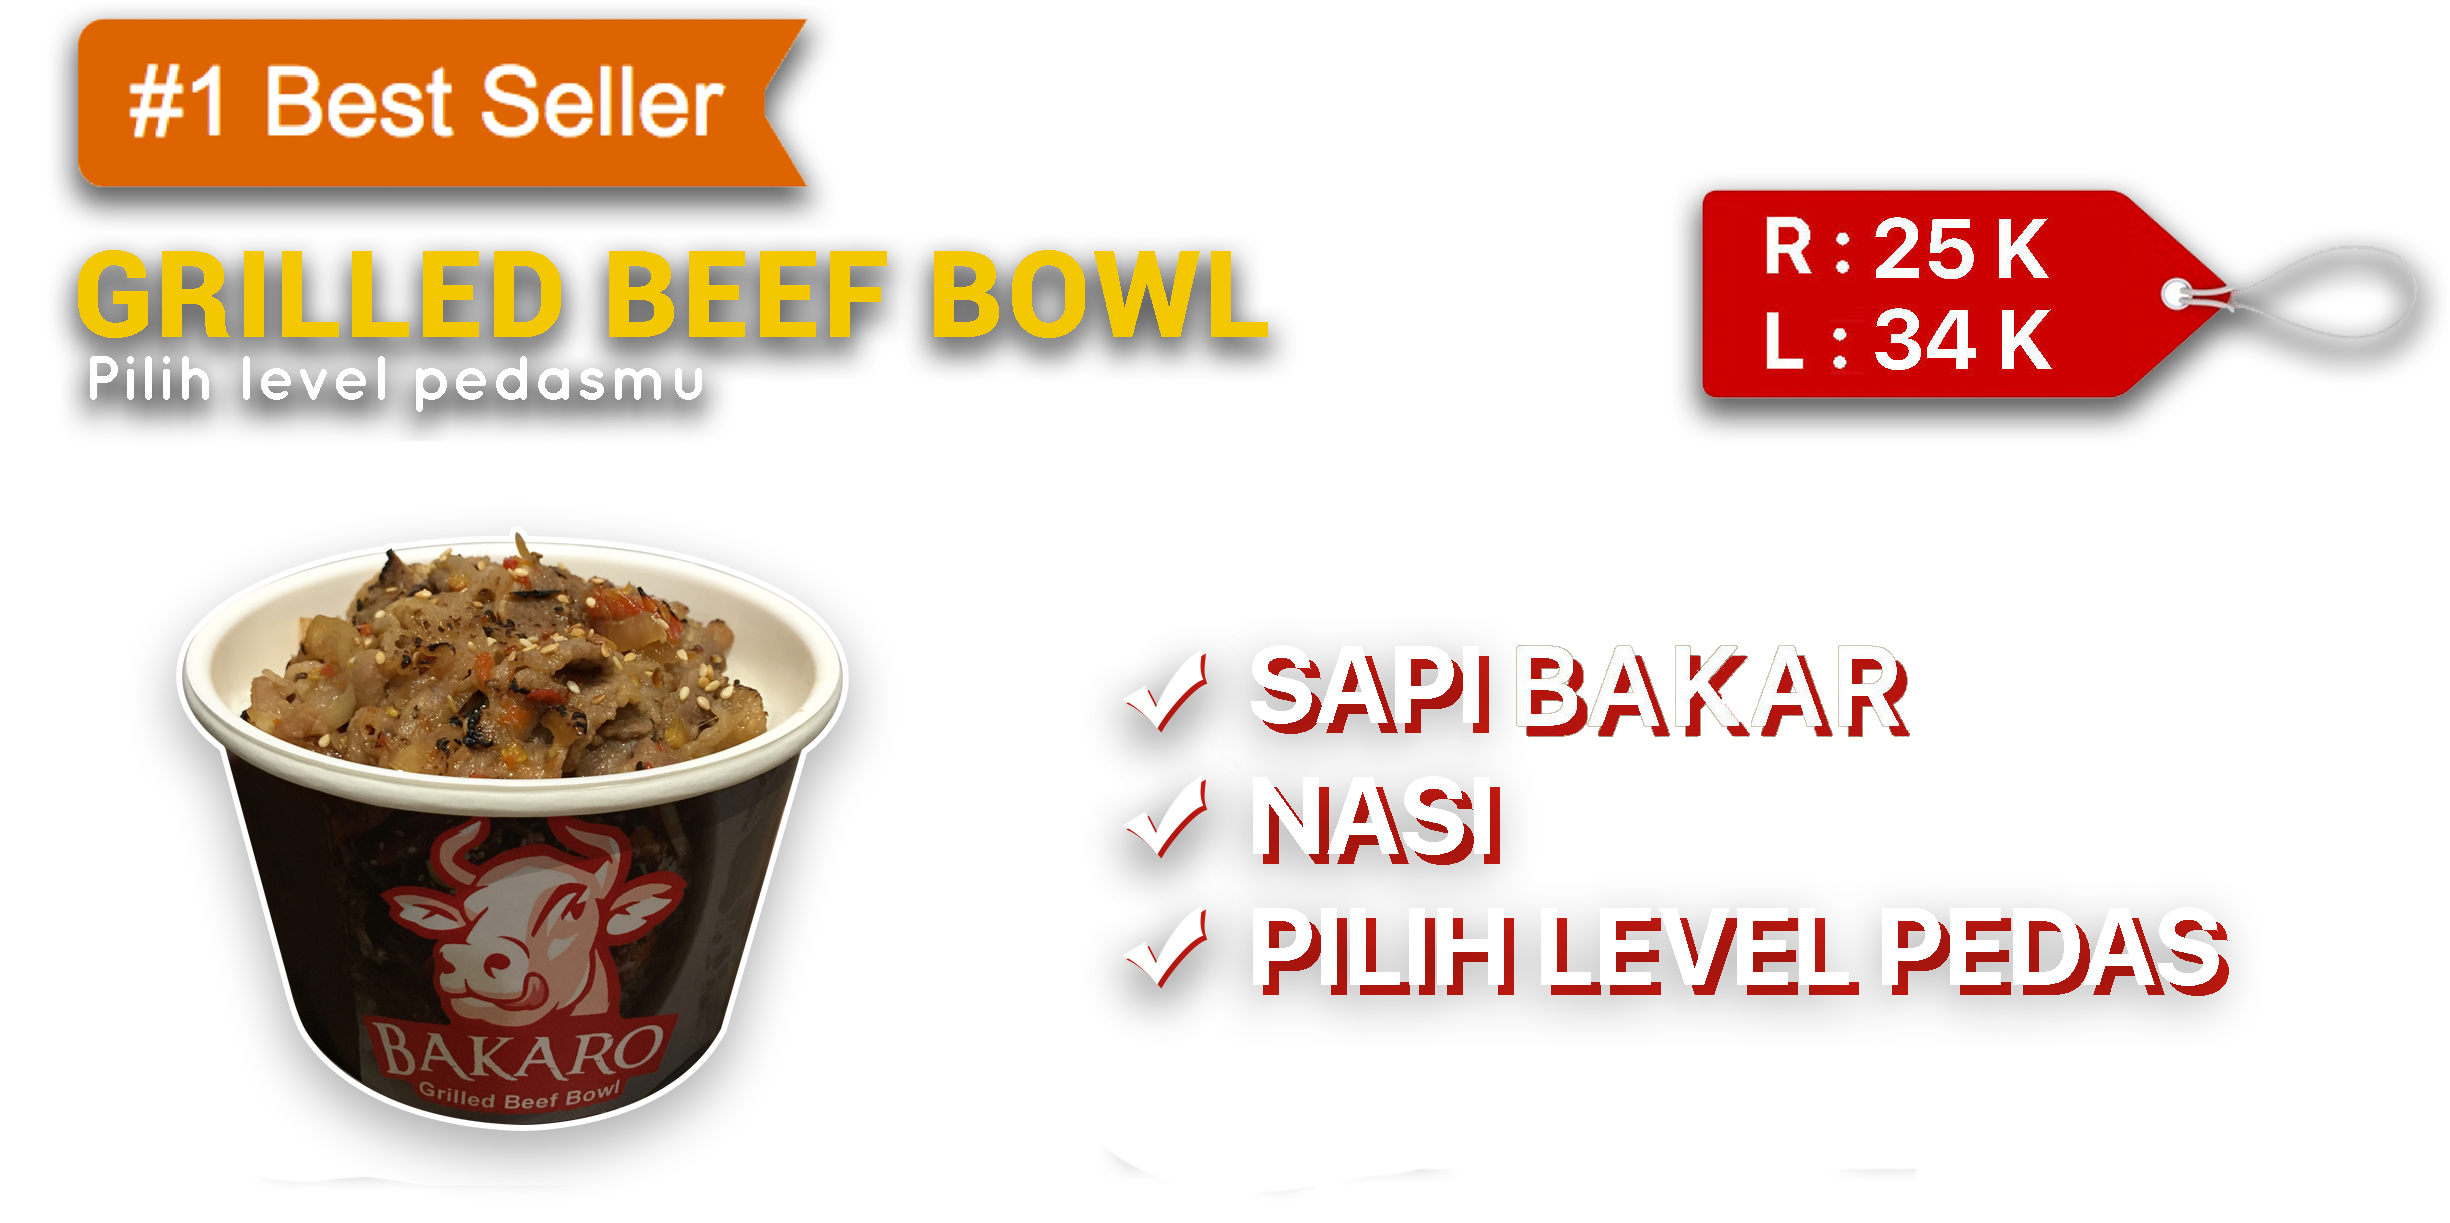 #1 Best Seller
GRILLED BEEF BOWL
Pilih level pedasmu
R : 25 K
L : 34 K
SAPI BAKAR
NASI
PILIH LEVEL PEDAS
BAKARO
Grilled Beef Bowl